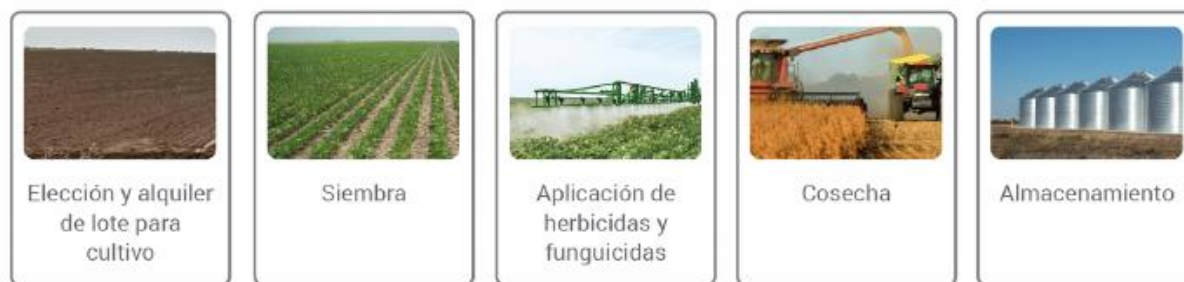 Elección y alquiler
de lote para
cultivo
Siembra
Aplicación de
herbicidas y
funguicidas
Cosecha
Almacenamiento